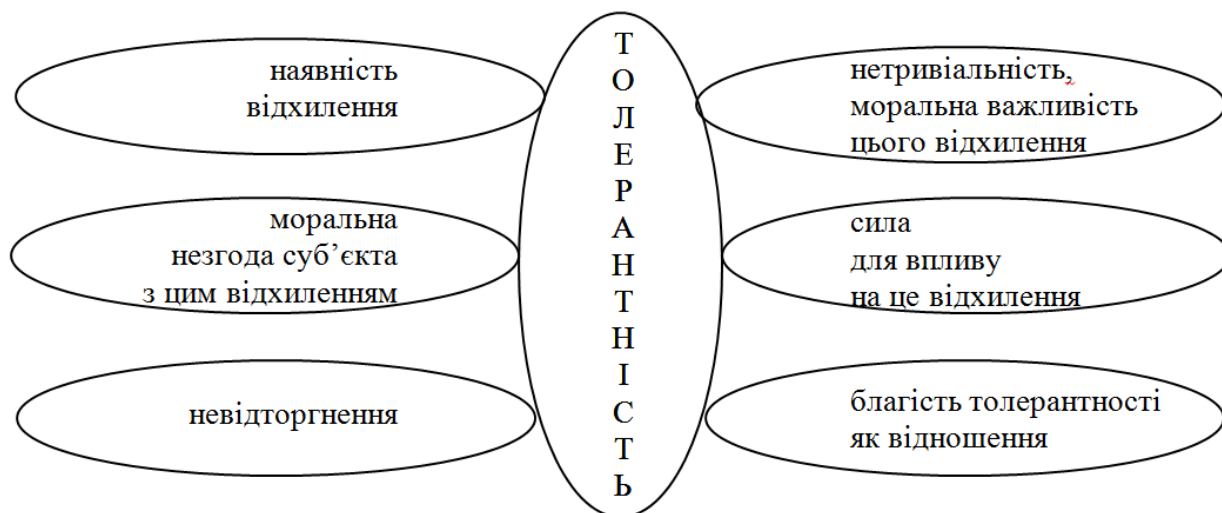 наявність
відхилення
моральна
незгода суб’єкта
з цим відхиленням
невідторгнення
ТОЛЕРАНТНІСТЬ
нетривіальність,
моральна важливість
цього відхилення
сила
для впливу
на це відхилення
благість толерантності
як відношення